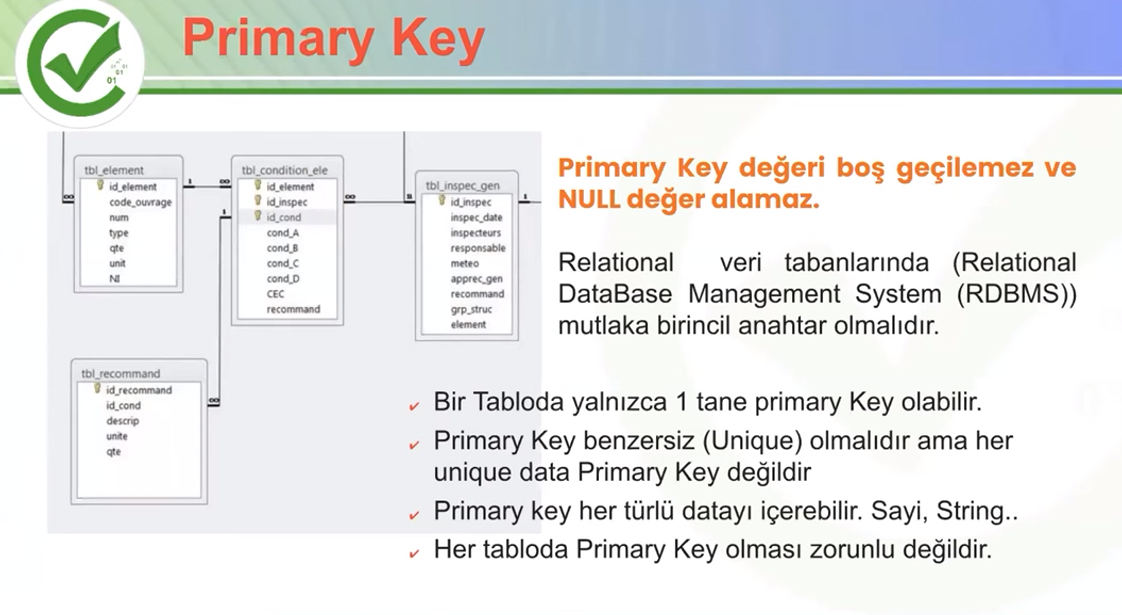 Primary Key
01
01
01
tbl_element
id_element
code_ouvrage
num
type
qte
unit
NI
1
∞
∞
tbl_condition_ele
id_element
id_inspec
id_cond
cond_A
cond_B
cond_C
cond_D
CEC
recommand
1
∞
tbl_inspec_gen
id_inspec
inspec_date
inspecteurs
responsable
meteo
apprec_gen
recommand
grp_struc
element
1
1
tbl_recommand
id_recommand
id_cond
descrip
unite
qte
∞
Primary Key değeri boş geçilemez ve
NULL değer alamaz.
Relational veri tabanlarında (Relational
DataBase Management System (RDBMS))
mutlaka birincil anahtar olmalıdır.
✓ Bir Tabloda yalnızca 1 tane primary Key olabilir.
✓ Primary Key benzersiz (Unique) olmalıdır ama her
unique data Primary Key değildir
✓ Primary key her türlü datayı içerebilir. Sayi, String..
✓ Her tabloda Primary Key olması zorunlu değildir.